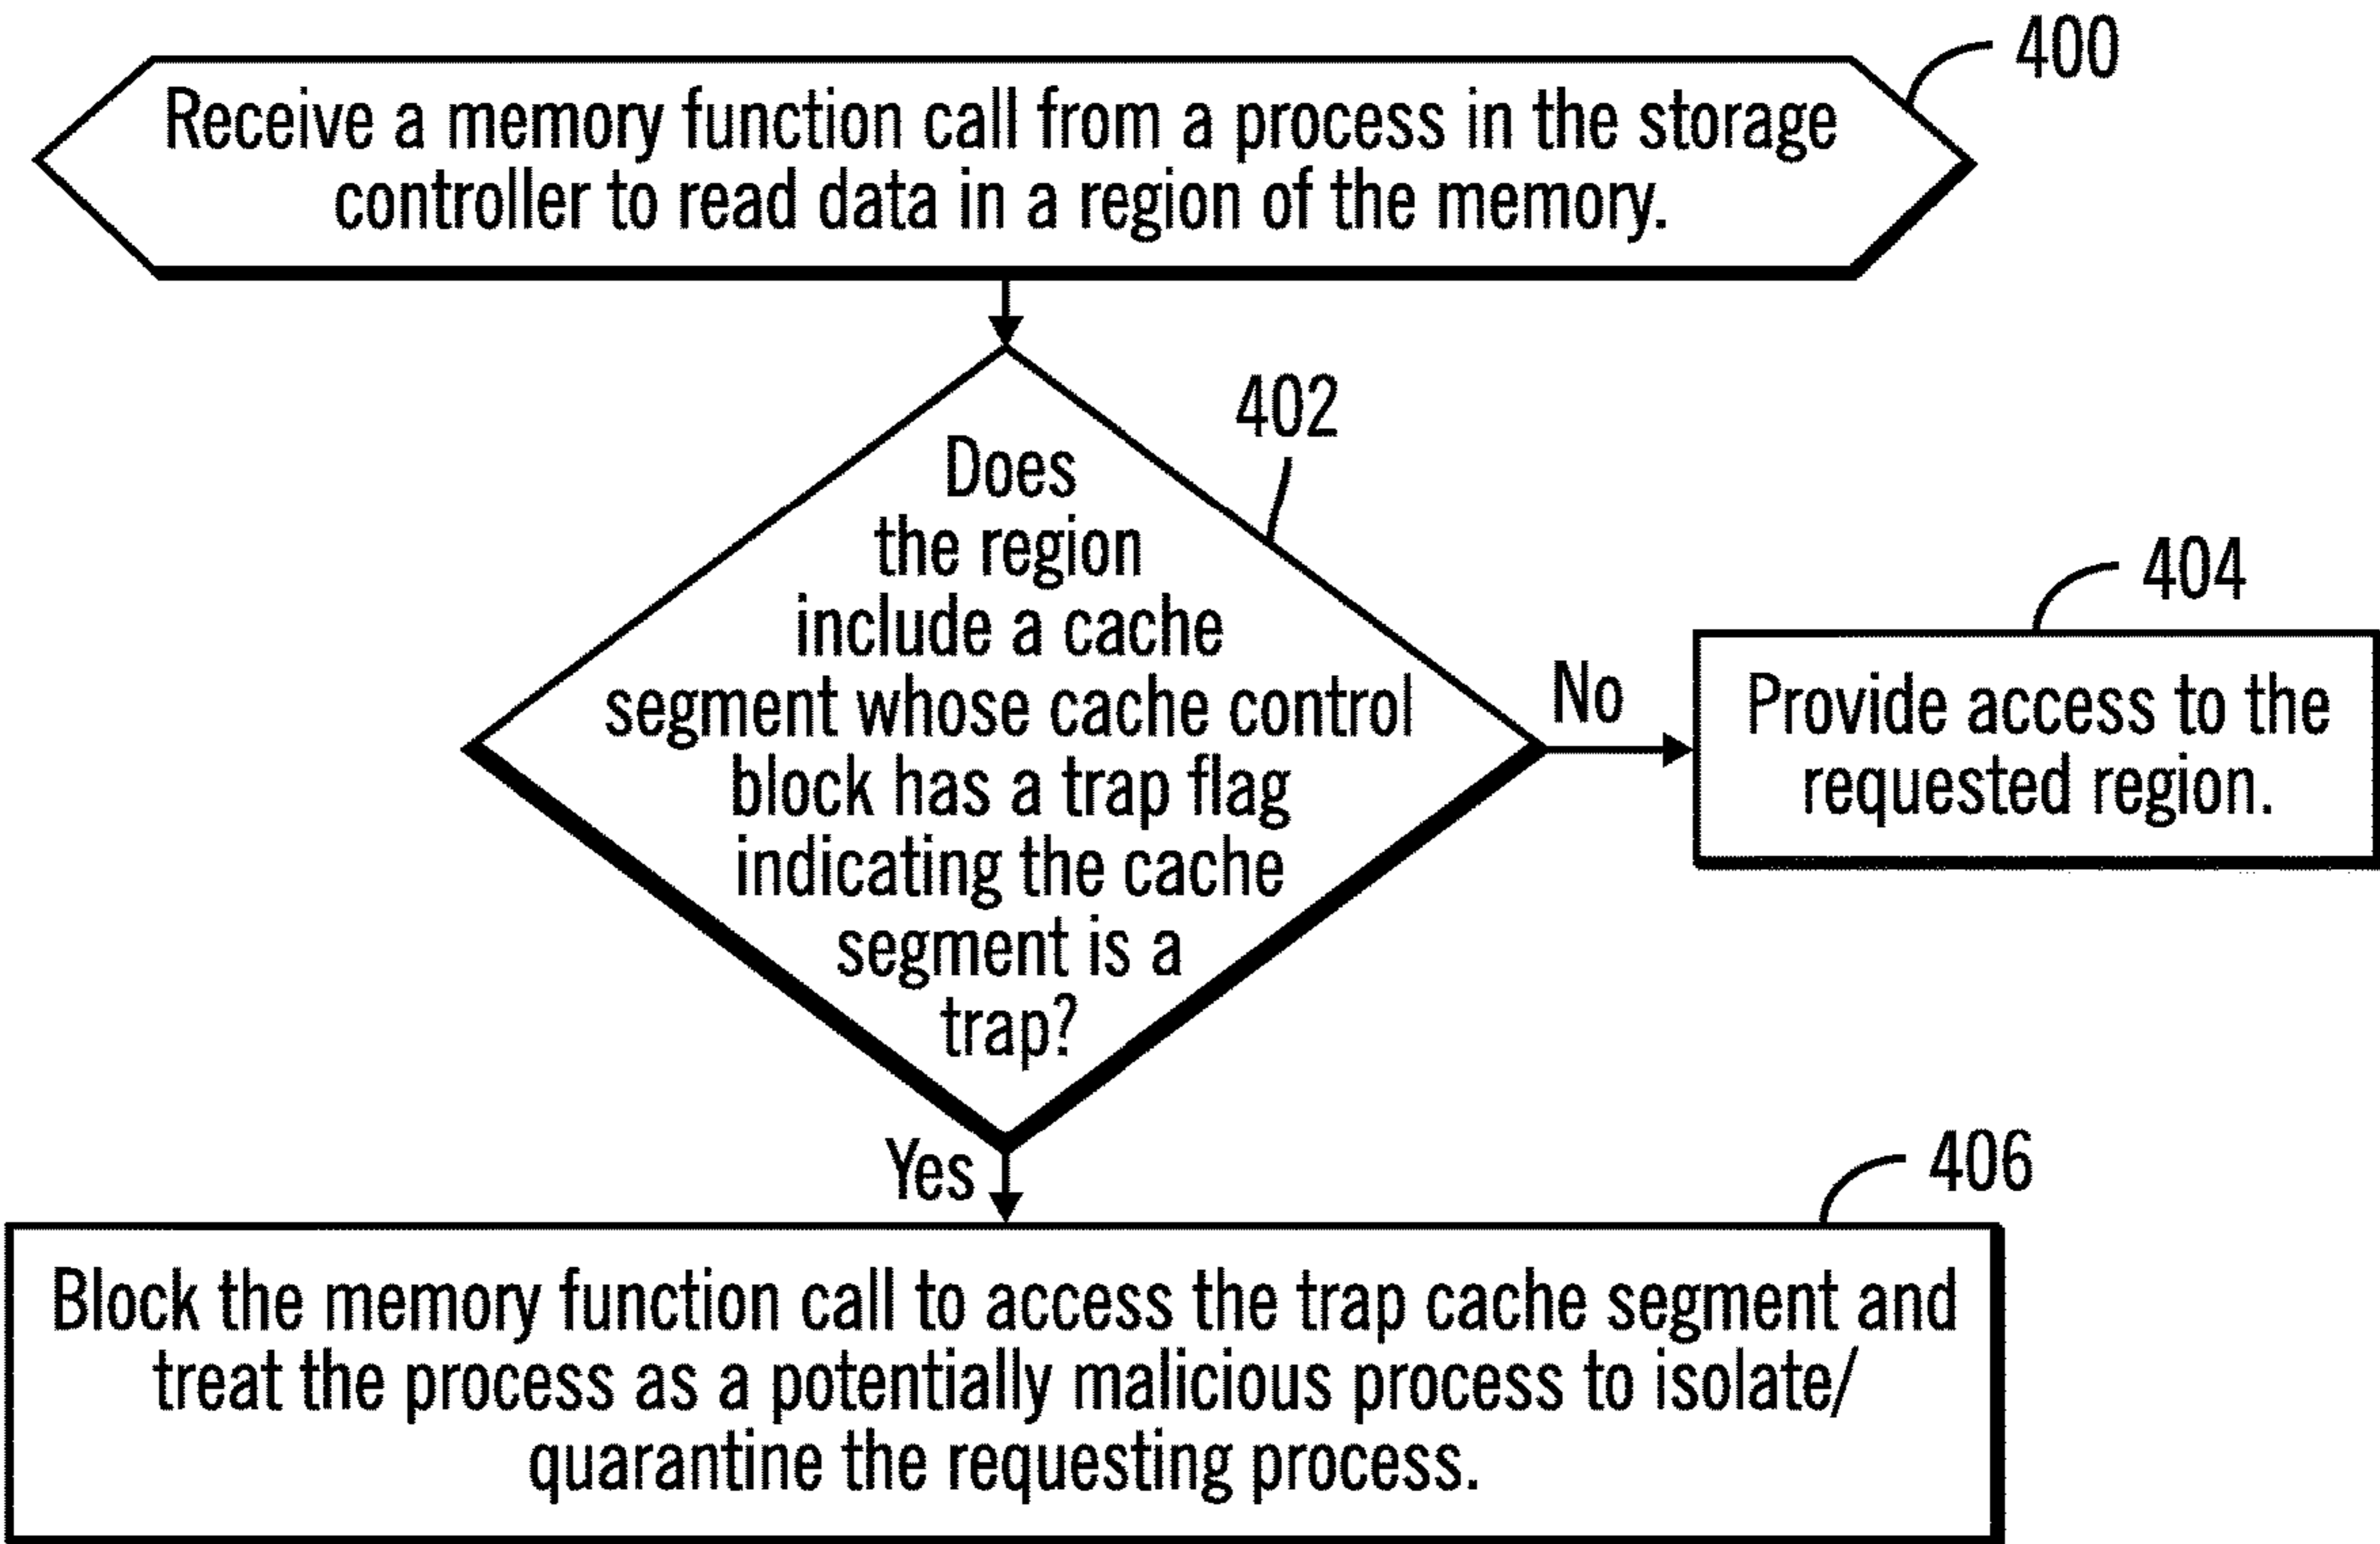 400
Receive a memory function call from a process in the storage
controller to read data in a region of the memory.
402
Does
the region
include a cache
segment whose cache control
block has a trap flag
indicating the cache
segment is a
trap?
No
404
Provide access to the
requested region.
Yes
406
Block the memory function call to access the trap cache segment and
treat the process as a potentially malicious process to isolate/
quarantine the requesting process.